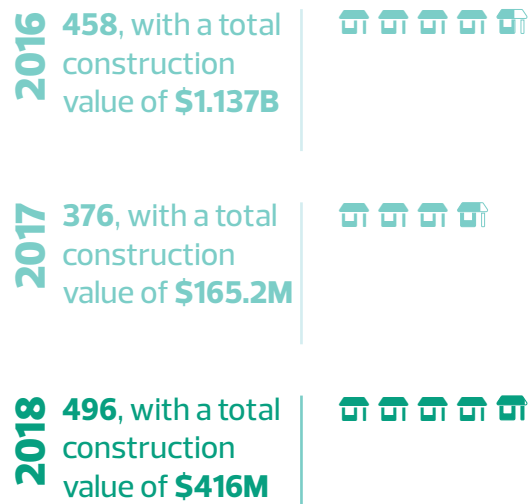 2016
458, with a total
construction
value of $1.137B
2017
376, with a total
construction
value of $165.2M
2018
496, with a total
construction
value of $416M